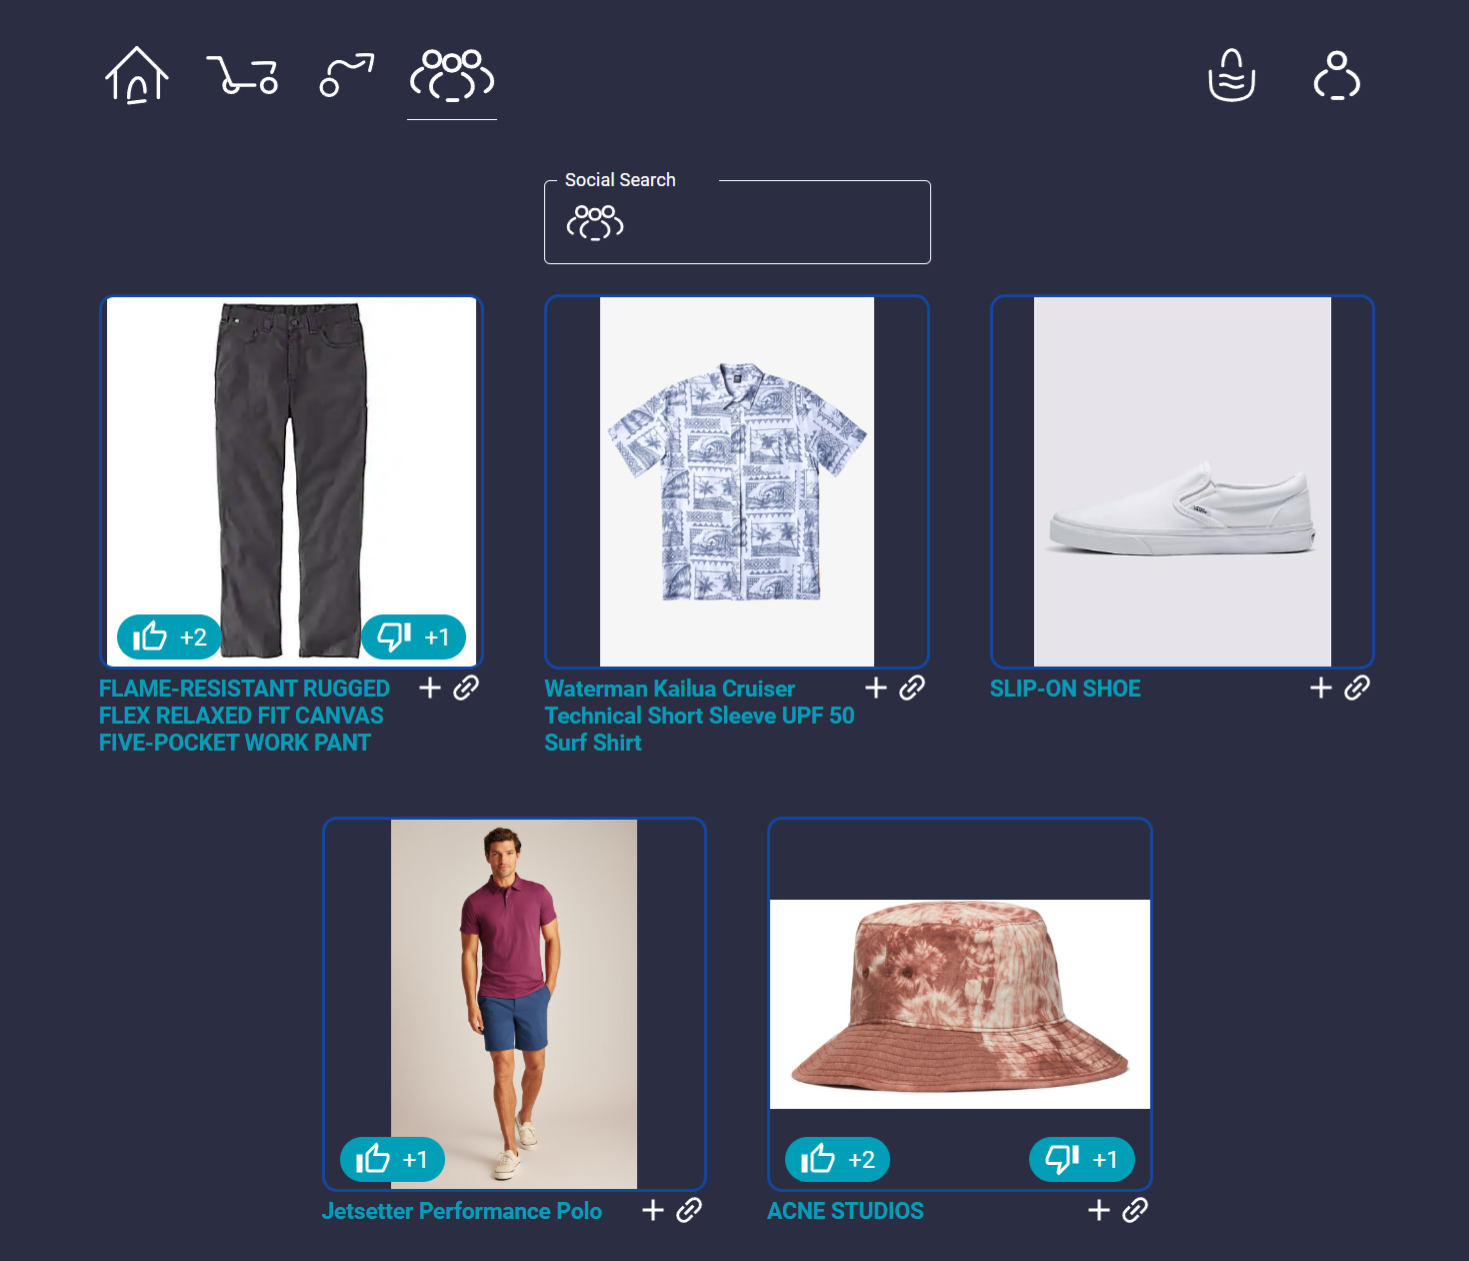 Social Search
+2
+1
FLAME-RESISTANT RUGGED
FLEX RELAXED FIT CANVAS
FIVE-POCKET WORK PANT
Waterman Kailua Cruiser
Technical Short Sleeve UPF 50
Surf Shirt
SLIP-ON SHOE
+1
Jetsetter Performance Polo
+2
+1
ACNE STUDIOS